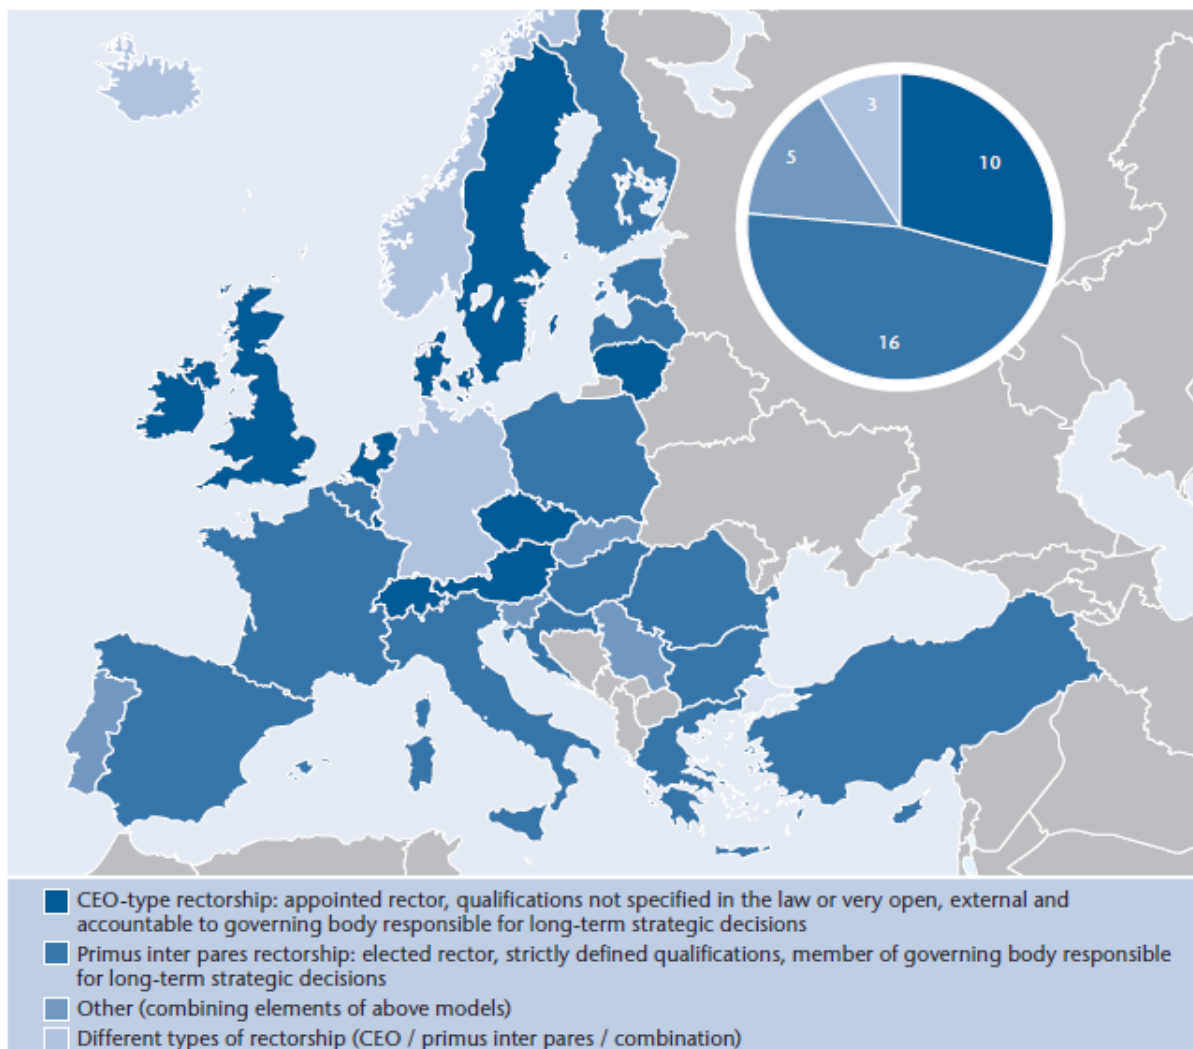 3
5
10
16
CEO-type rectorship: appointed rector, qualifications not specified in the law or very open, external and
accountable to governing body responsible for long-term strategic decisions
Primus inter pares rectorship: elected rector, strictly defined qualifications, member of governing body responsible
for long-term strategic decisions
Other (combining elements of above models)
Different types of rectorship (CEO / primus inter pares / combination)